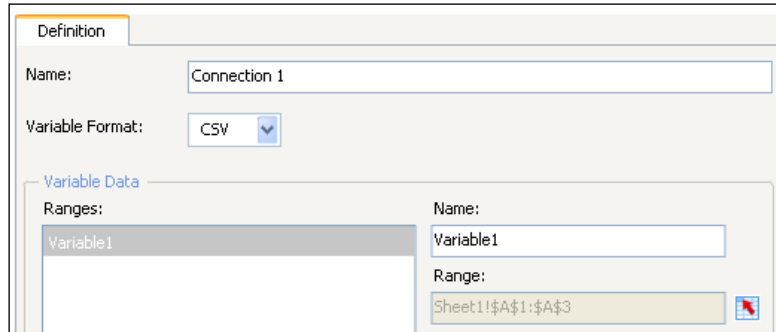 Definition
Name:
Connection 1
Variable Format:
CSV
Variable Data
Ranges:
Variable1
Name:
Variable1
Range:
Sheet1!$A$1:$A$3